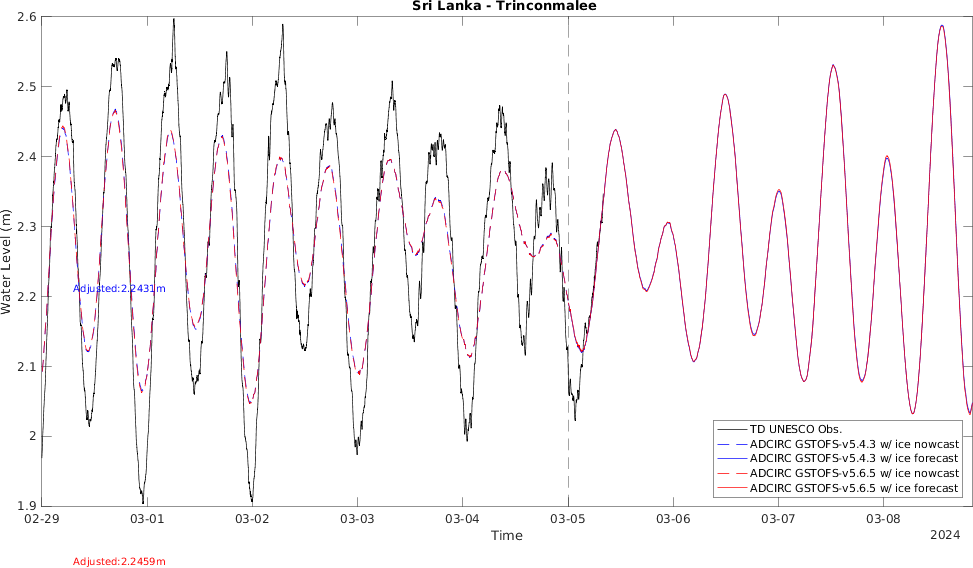 Sri Lanka - Trinconmalee
2.6
2.5
2.4
2.3
2.2
2.1
2
1.9
Water Level (m)
Adjusted:2.2431m
TD UNESCO Obs.
ADCIRC GSTOFS-v5.4.3 w/ ice nowcast
ADCIRC GSTOFS-v5.4.3 w/ ice forecast
ADCIRC GSTOFS-v5.6.5 w/ ice nowcast
ADCIRC GSTOFS-v5.6.5 w/ ice forecast
02-29 03-01 03-02 03-03 03-04 03-05 03-06 03-07 03-08
Time
2024
Adjusted:2.2459m